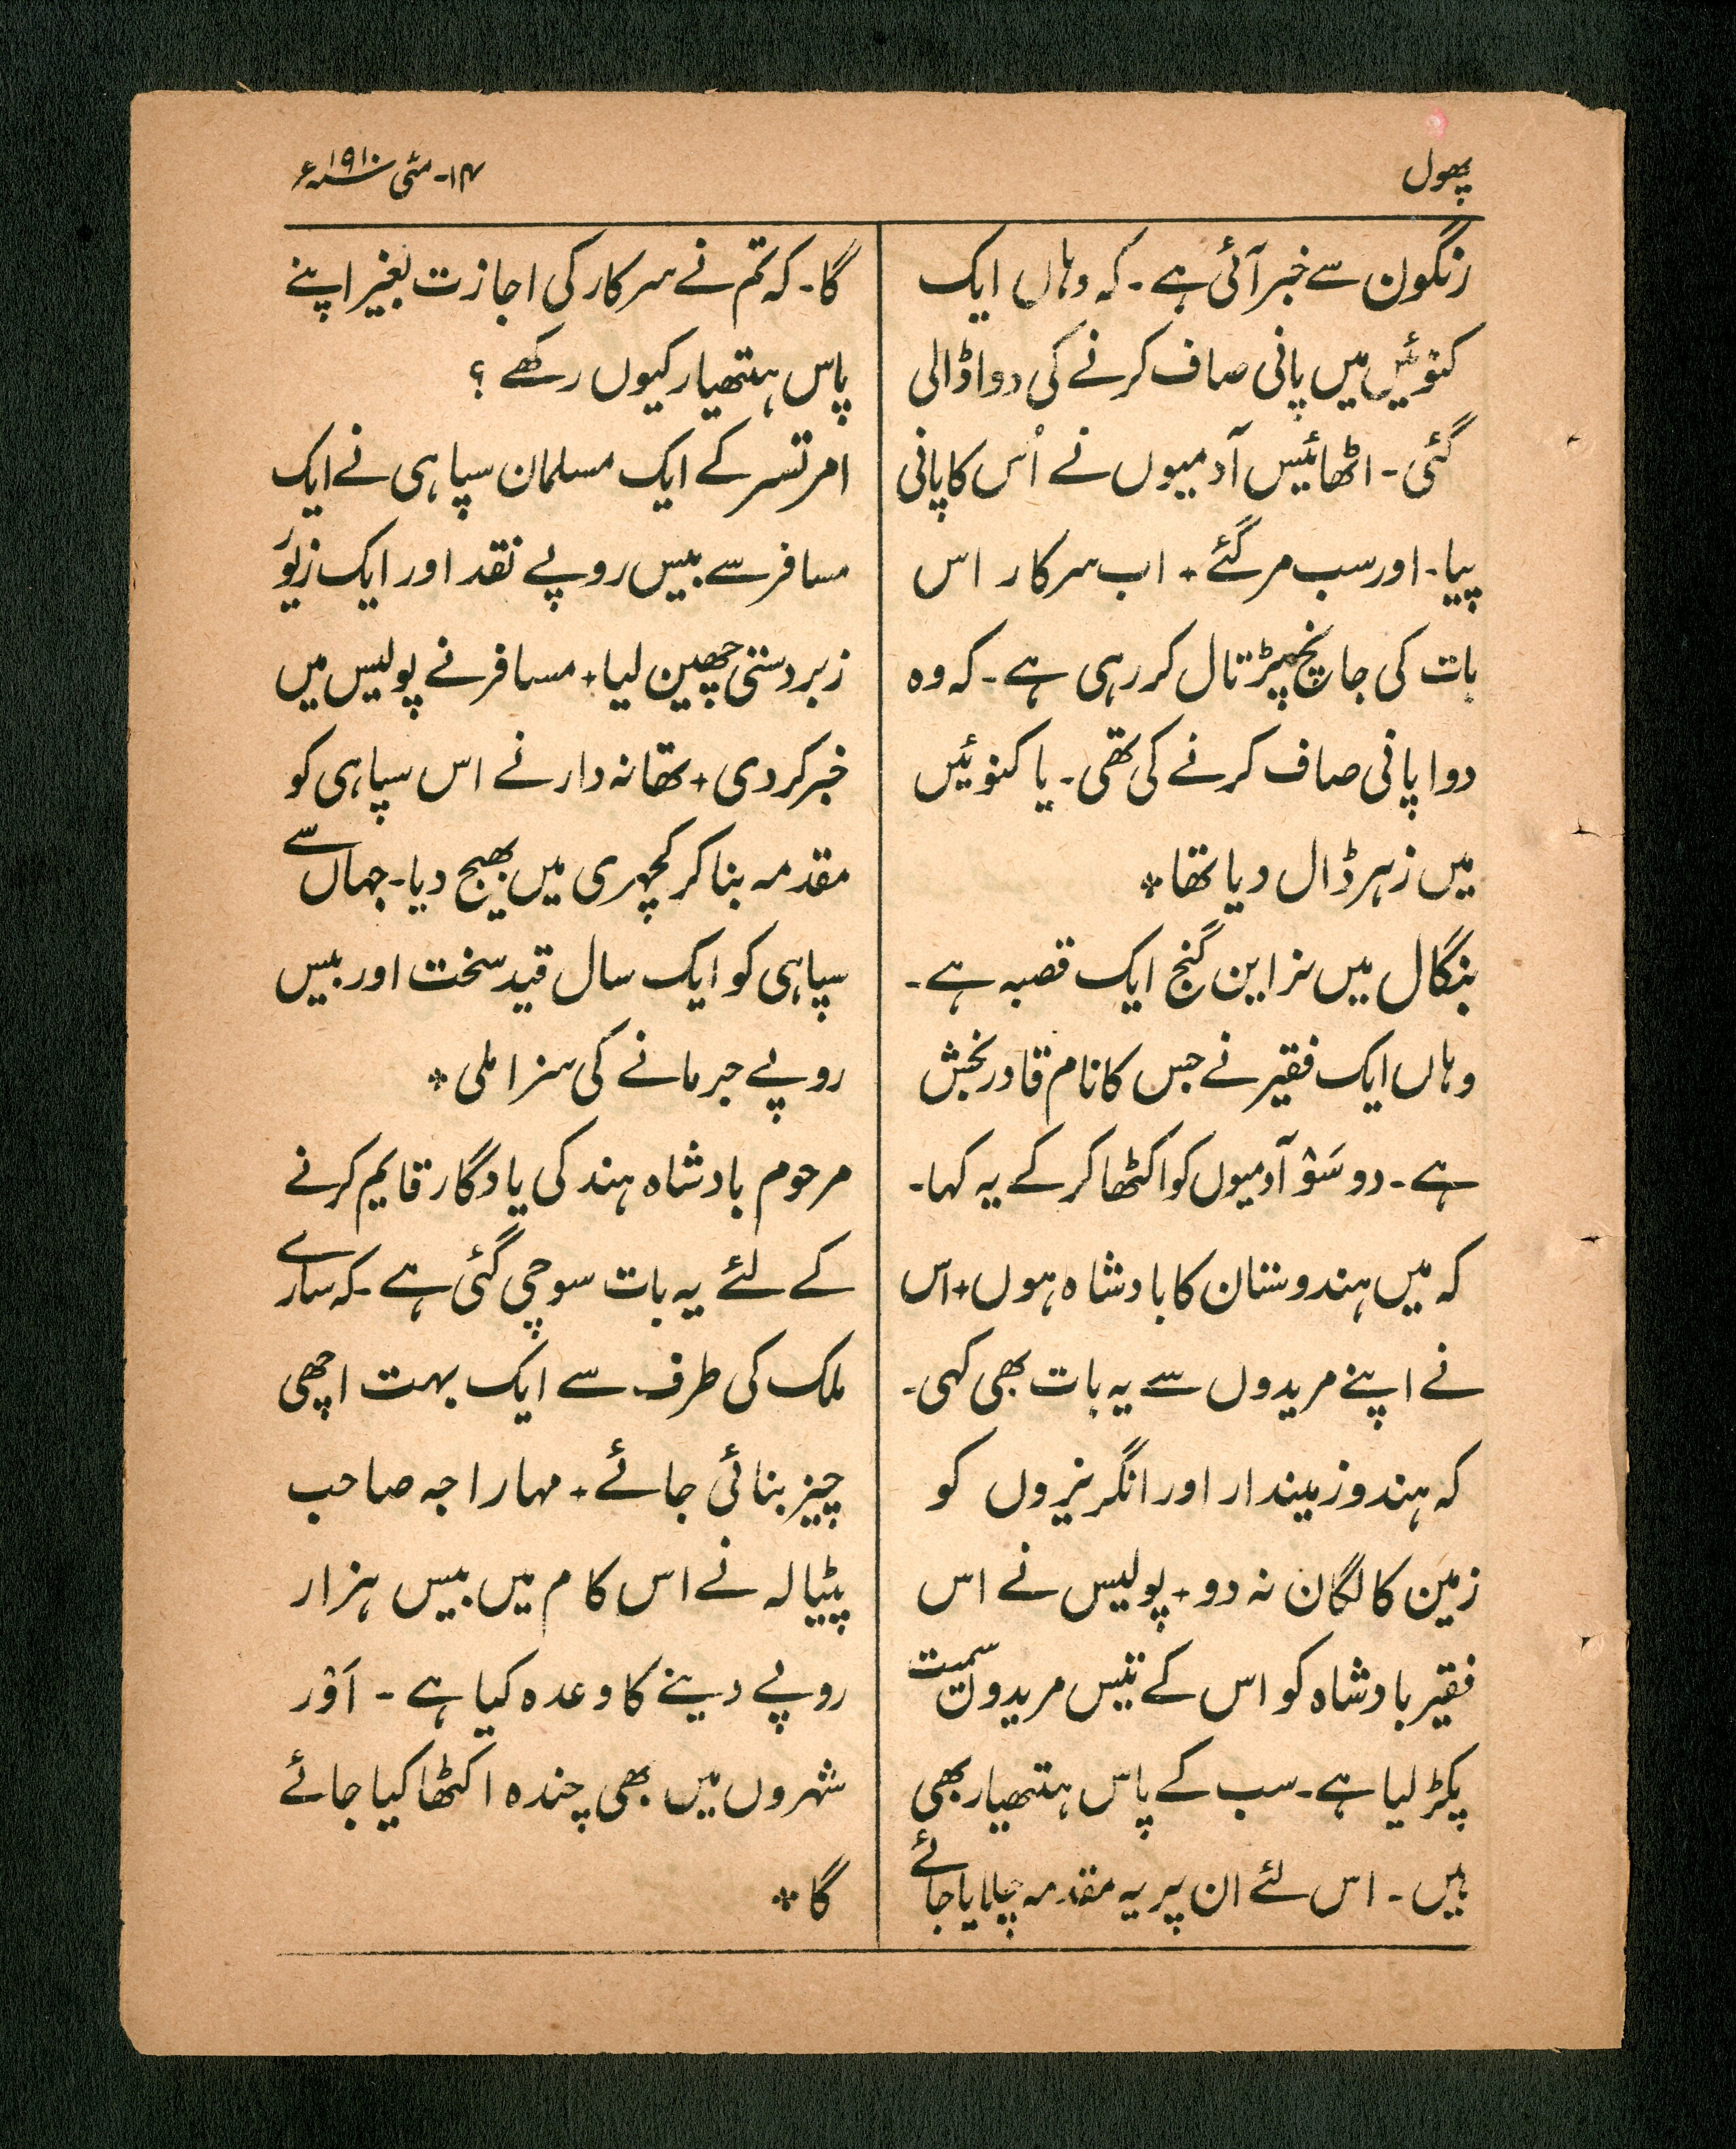 پھول
۱۴۔ مئی سنہ ۱۹۱۰ء
رنگون سے خبر آئی ہے۔ کہ وہاں ایک
کنوئیں میں پانی صاف کرنے کی دوا ڈالی
گئی۔ اٹھائیس آدمیوں نے اُس کا پانی
پیا۔ اور سب مر گئے + اب سرکار اس
بات کی جانچ پڑتال کر رہی ہے۔ کہ وہ
دوا پانی صاف کرنے کی تھی۔ یا کنوئیں
میں زہر ڈال دیا تھا *
بنگال میں نراین گنج ایک قصبہ ہے۔
وہاں ایک فقیر نے جس کا نام قادر بخش
ہے۔ دو سَوْ آدمیوں کو اکٹھا کر کے یہ کہا۔
کہ میں ہندوستان کا بادشاہ ہوں + اس
نے اپنے مریدوں سے یہ بات بھی کہی۔
کہ ہندو زمیندار اور انگریزوں کو
زمین کا لگان نہ دو + پولیس نے اس
فقیر بادشاہ کو اس کے تیس مریدوں سمیت
پکڑ لیا ہے۔ سب کے پاس ہتھیار بھی
ہیں۔ اس لئے ان پر یہ مقدمہ چلایا جائے
گا۔ کہ تم نے سرکار کی اجازت بغیر اپنے
پاس ہتھیار کیوں رکھے ؟
امرتسر کے ایک مسلمان سپاہی نے ایک
مسافر سے بیس روپے نقد اور ایک زیور
زبردستی چھین لیا + مسافر نے پولیس میں
خبر کر دی + تھانہ دار نے اس سپاہی کو
مقدمہ بنا کر کچہری میں بھیج دیا۔ جہاں سے
سپاہی کو ایک سال قید سخت اور بیس
روپے جرمانے کی سزا ملی *
مرحوم بادشاہ ہند کی یادگار قایم کرنے
کے لئے یہ بات سوچی گئی ہے۔ کہ سارے
ملک کی طرف سے ایک بہت اچھی
چیز بنائی جائے + مہاراجہ صاحب
پٹیالہ نے اس کام میں بیس ہزار
روپے دینے کا وعدہ کیا ہے۔ اَوْر
شہروں میں بھی چندہ اکٹھا کیا جائے
گا *